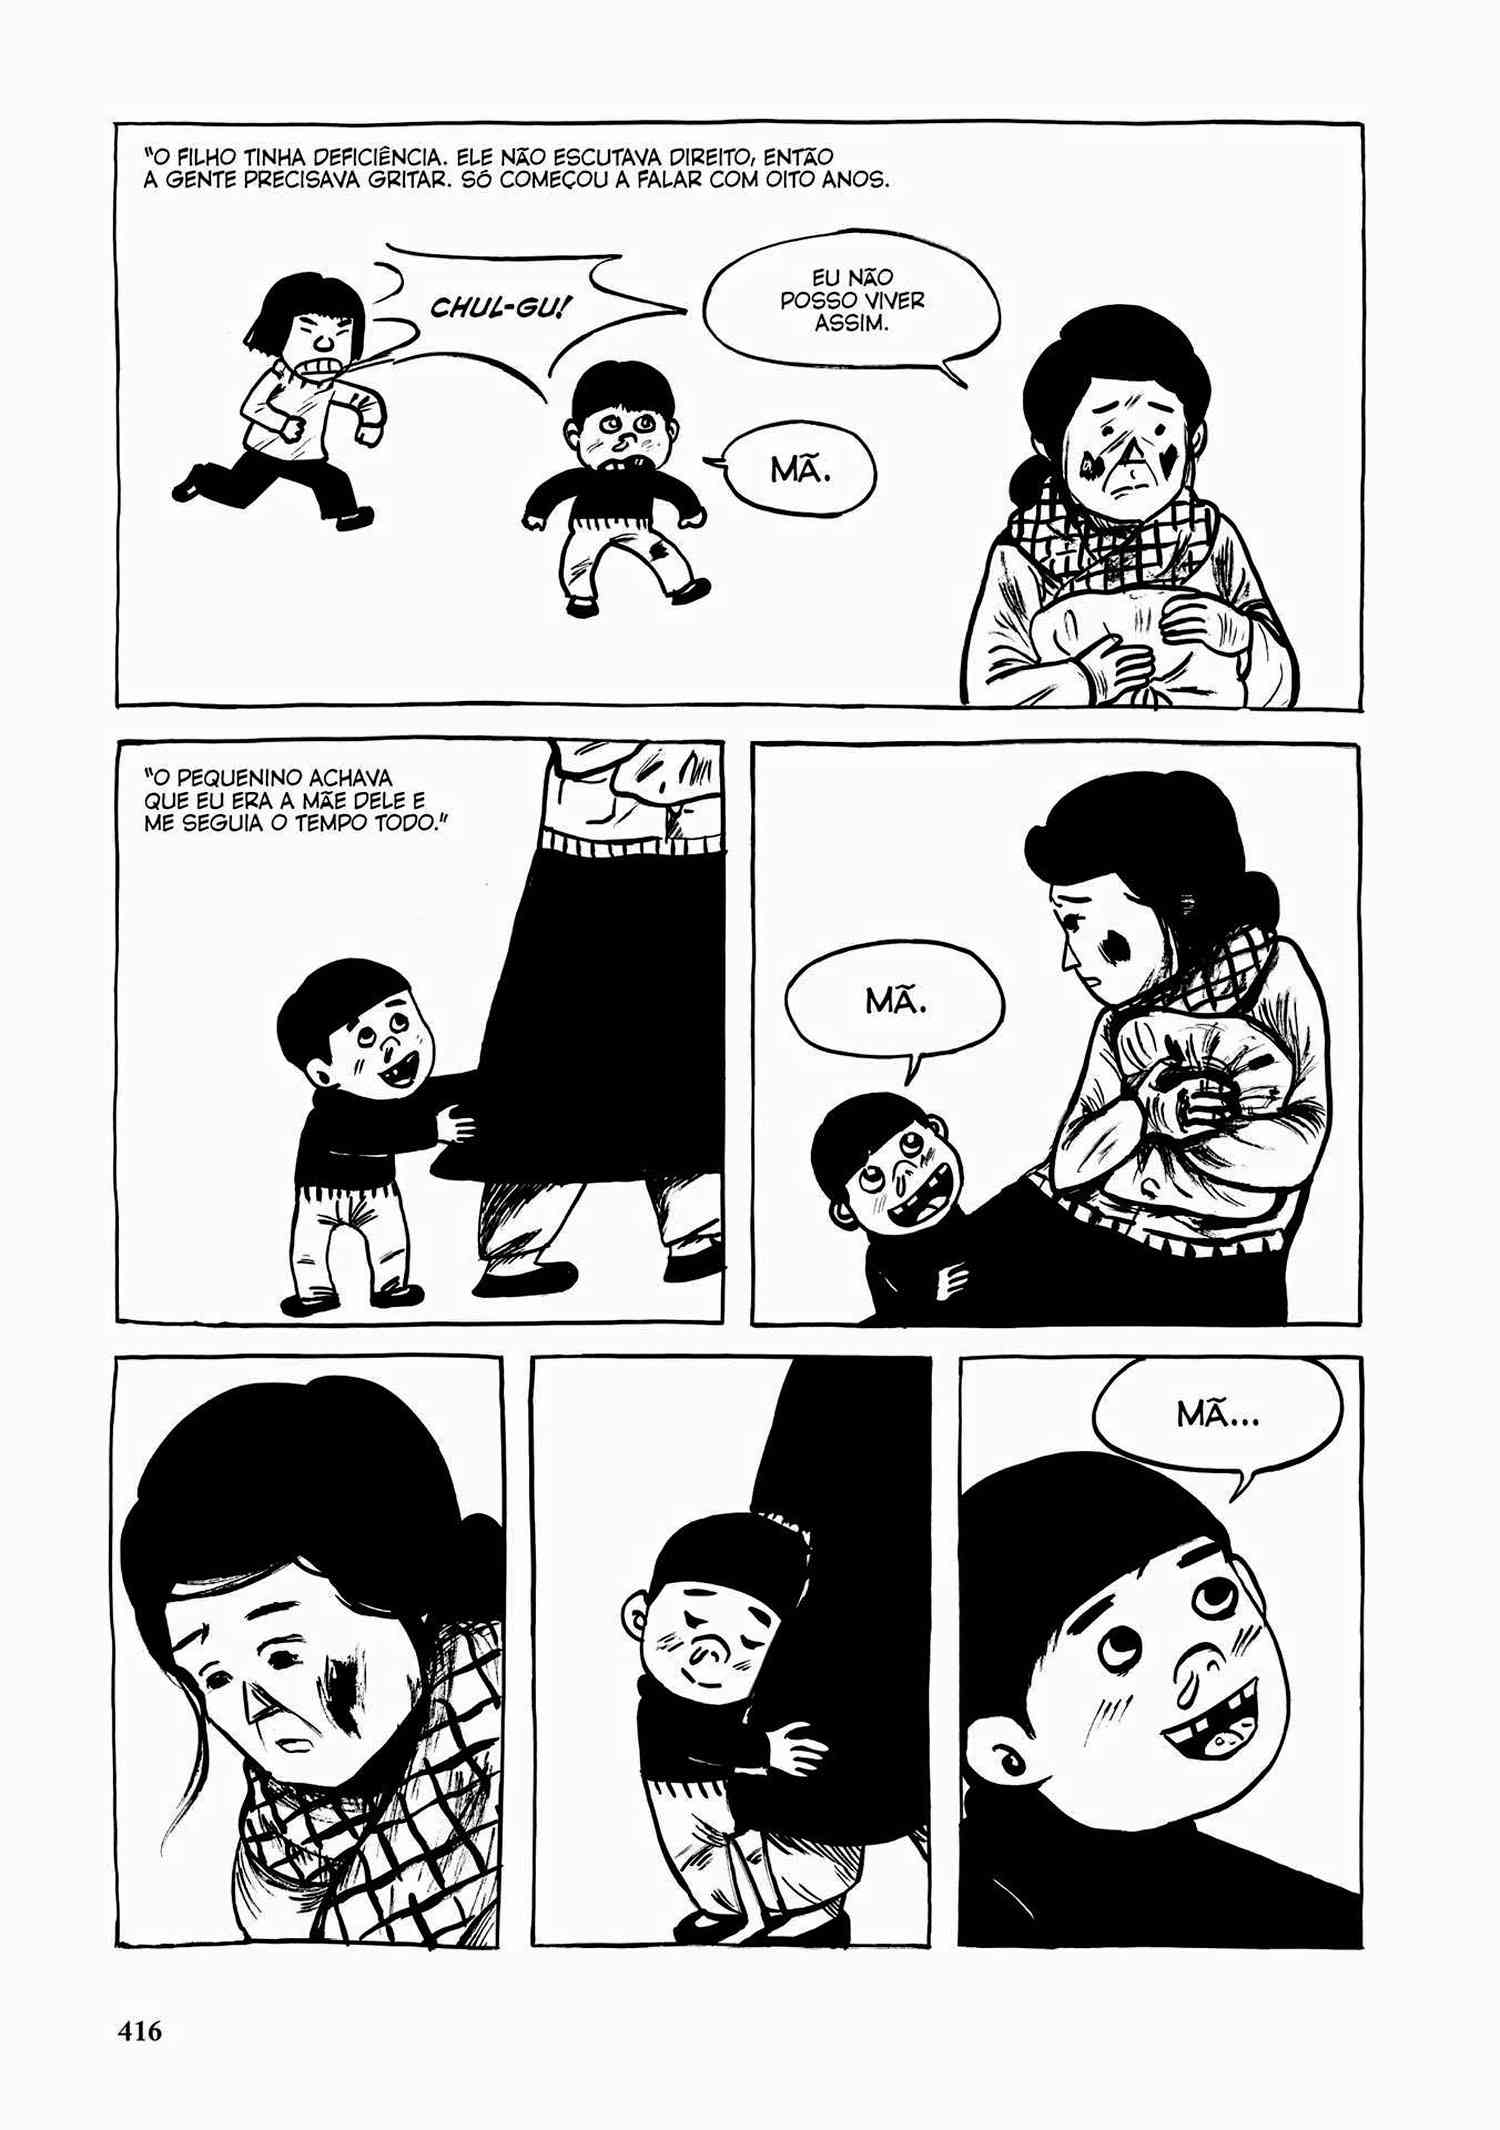 "O FILHO TINHA DEFICIÊNCIA. ELE NÃO ESCUTAVA DIREITO, ENTÃO
A GENTE PRECISAVA GRITAR. SÓ COMEÇOU A FALAR COM OITO ANOS.
CHUL-GU!
EU NÃO
POSSO VIVER
ASSIM.
MÃ.
"O PEQUENINO ACHAVA
QUE EU ERA A MÃE DELE E
ME SEGUIA O TEMPO TODO."
MÃ.
MÃ...
416